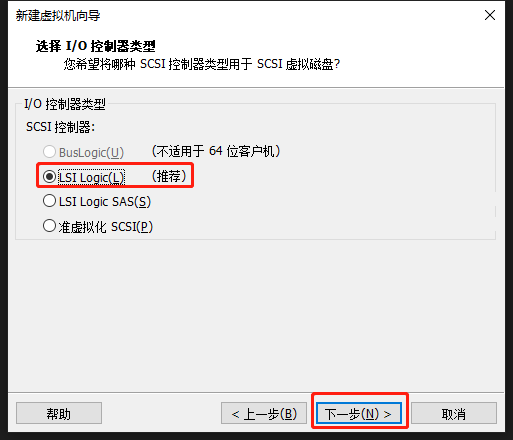 新建虚拟机向导
选择 I/O 控制器类型
您希望将哪种 SCSI 控制器类型用于 SCSI 虚拟磁盘?
I/O 控制器类型
SCSI 控制器:
BusLogic(U) (不适用于 64 位客户机)
LSI Logic(L) (推荐)
LSI Logic SAS(S)
准虚拟化 SCSI(P)
帮助 < 上一步(B) 下一步(N) > 取消